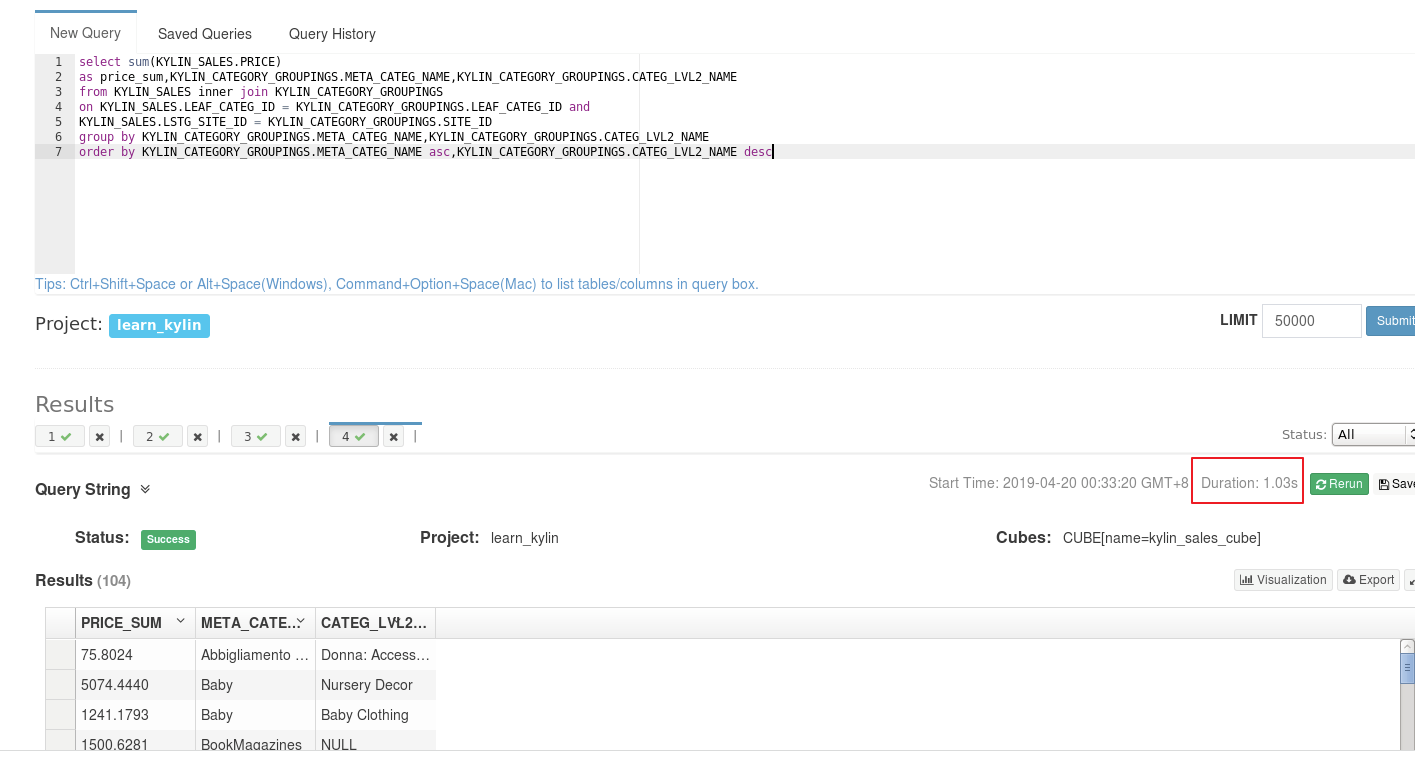 New Query Saved Queries Query History
1 select sum(KYLIN_SALES.PRICE)
2 as price_sum,KYLIN_CATEGORY_GROUPINGS.META_CATEG_NAME,KYLIN_CATEGORY_GROUPINGS.CATEG_LVL2_NAME
3 from KYLIN_SALES inner join KYLIN_CATEGORY_GROUPINGS
4 on KYLIN_SALES.LEAF_CATEG_ID = KYLIN_CATEGORY_GROUPINGS.LEAF_CATEG_ID and
5 KYLIN_SALES.LSTG_SITE_ID = KYLIN_CATEGORY_GROUPINGS.SITE_ID
6 group by KYLIN_CATEGORY_GROUPINGS.META_CATEG_NAME,KYLIN_CATEGORY_GROUPINGS.CATEG_LVL2_NAME
7 order by KYLIN_CATEGORY_GROUPINGS.META_CATEG_NAME asc,KYLIN_CATEGORY_GROUPINGS.CATEG_LVL2_NAME desc
Tips: Ctrl+Shift+Space or Alt+Space(Windows), Command+Option+Space(Mac) to list tables/columns in query box.
Project: learn_kylin LIMIT 50000 Submit
Results
1 | 2 | 3 | 4 | Status: All
Query String Start Time: 2019-04-20 00:33:20 GMT+8 Duration: 1.03s Rerun Save
Status: Success Project: learn_kylin Cubes: CUBE[name=kylin_sales_cube]
Results (104) Visualization Export
PRICE_SUM META_CATE... CATEG_LVL2...
75.8024 Abbigliamento ... Donna: Access...
5074.4440 Baby Nursery Decor
1241.1793 Baby Baby Clothing
1500.6281 BookMagazines NULL